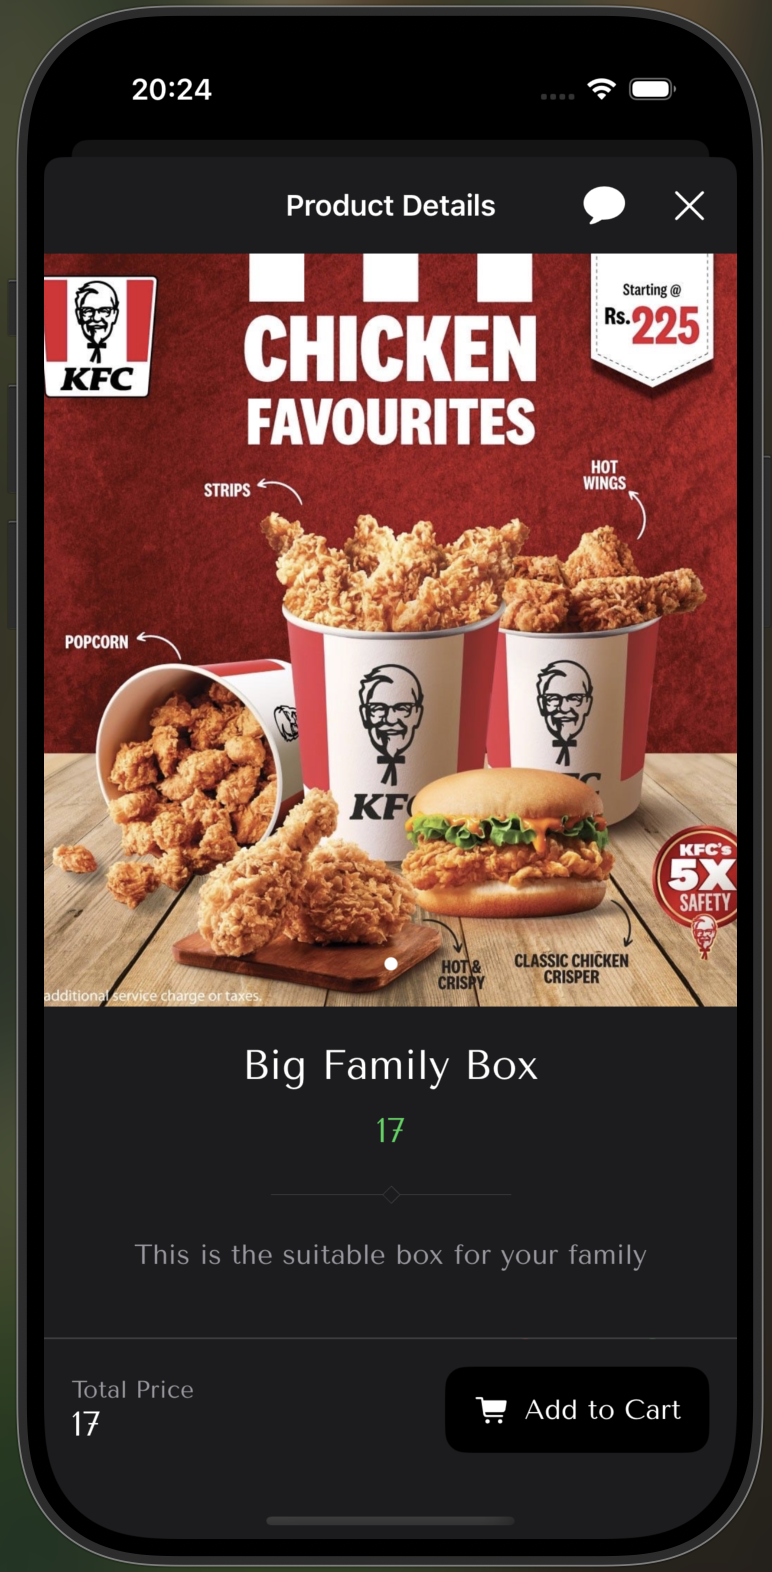 20:24
Product Details
KFC
CHICKEN
FAVOURITES
Starting @
Rs.225
STRIPS
HOT
WINGS
POPCORN
KFC
KFC's
5X
SAFETY
HOT &
CRISPY
CLASSIC CHICKEN
CRISPER
additional service charge or taxes.
Big Family Box
17
This is the suitable box for your family
Total Price
17
Add to Cart